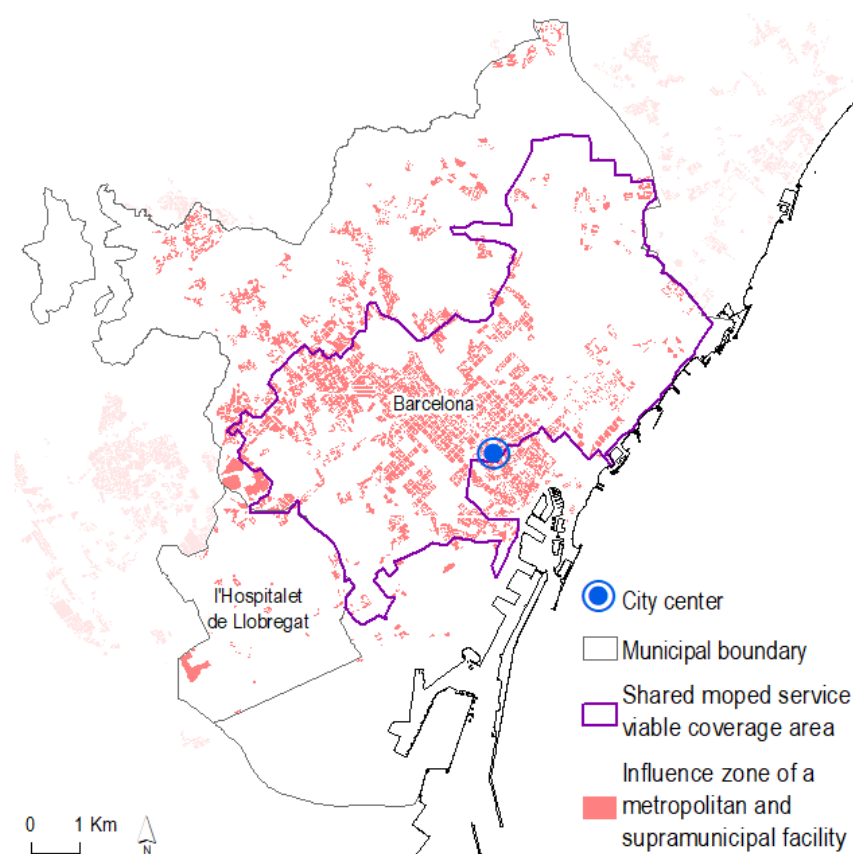 Barcelona
l'Hospitalet
de Llobregat
City center
Municipal boundary
Shared moped service
viable coverage area
Influence zone of a
metropolitan and
supramunicipal facility
0 1 Km
N